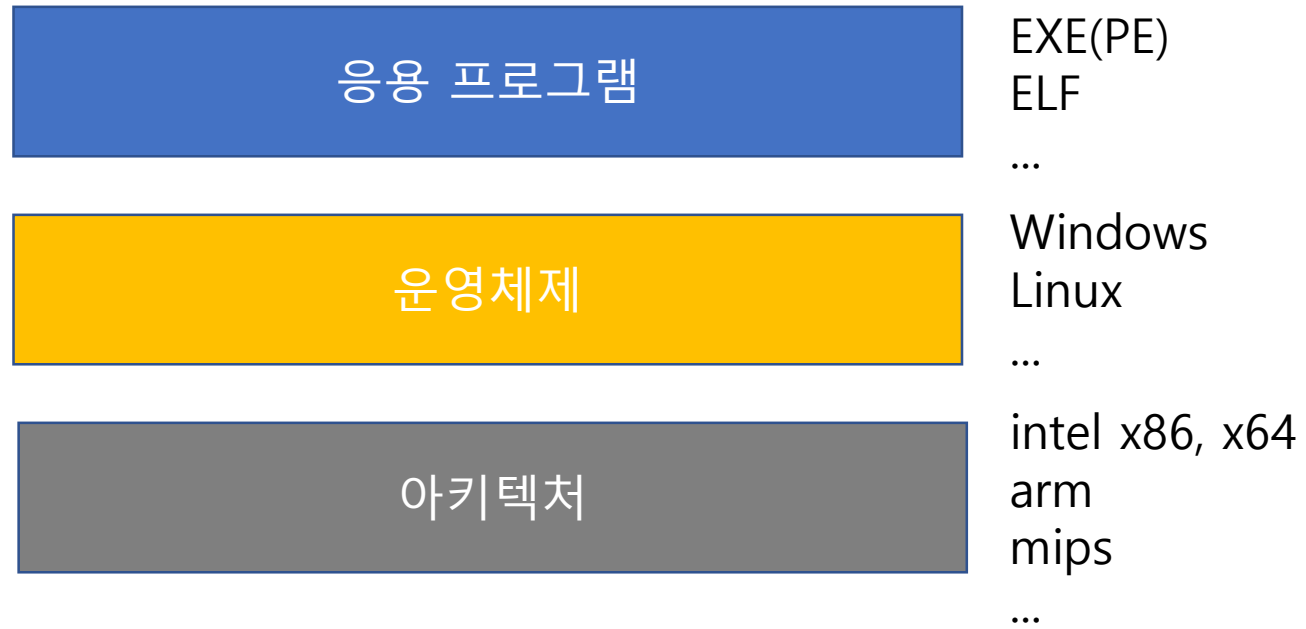 응용 프로그램
EXE(PE)
ELF
...
운영체제
Windows
Linux
...
아키텍처
intel x86, x64
arm
mips
...